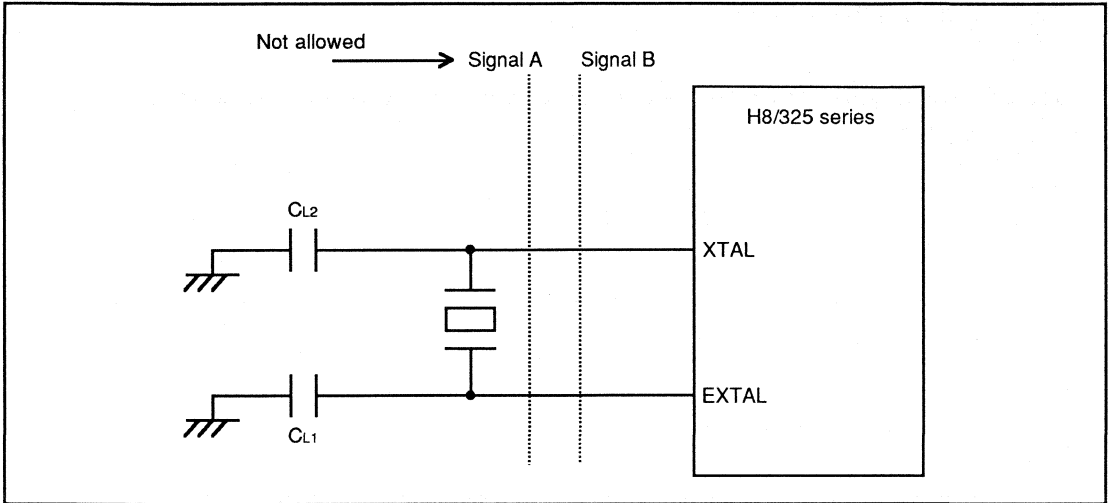 Not allowed
Signal A
Signal B
H8/325 series
CL2
XTAL
EXTAL
CL1